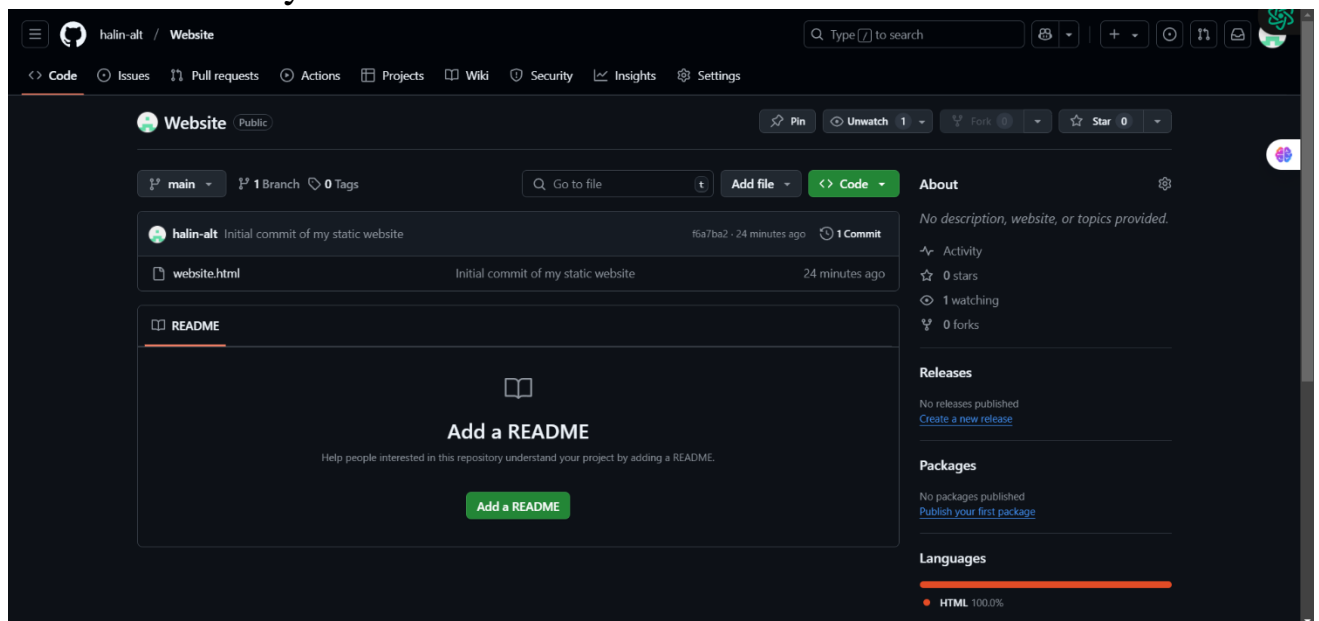 halin-alt / Website
Type / to search
Code
Issues
Pull requests
Actions
Projects
Wiki
Security
Insights
Settings
Website Public
Pin
Unwatch 1
Fork 0
Star 0
main
1 Branch
0 Tags
Go to file
t
Add file
Code
halin-alt Initial commit of my static website
f6a7ba2 · 24 minutes ago
1 Commit
website.html Initial commit of my static website 24 minutes ago
README
Add a README
Help people interested in this repository understand your project by adding a README.
Add a README
About
No description, website, or topics provided.
Activity
0 stars
1 watching
0 forks
Releases
No releases published
Create a new release
Packages
No packages published
Publish your first package
Languages
HTML 100.0%